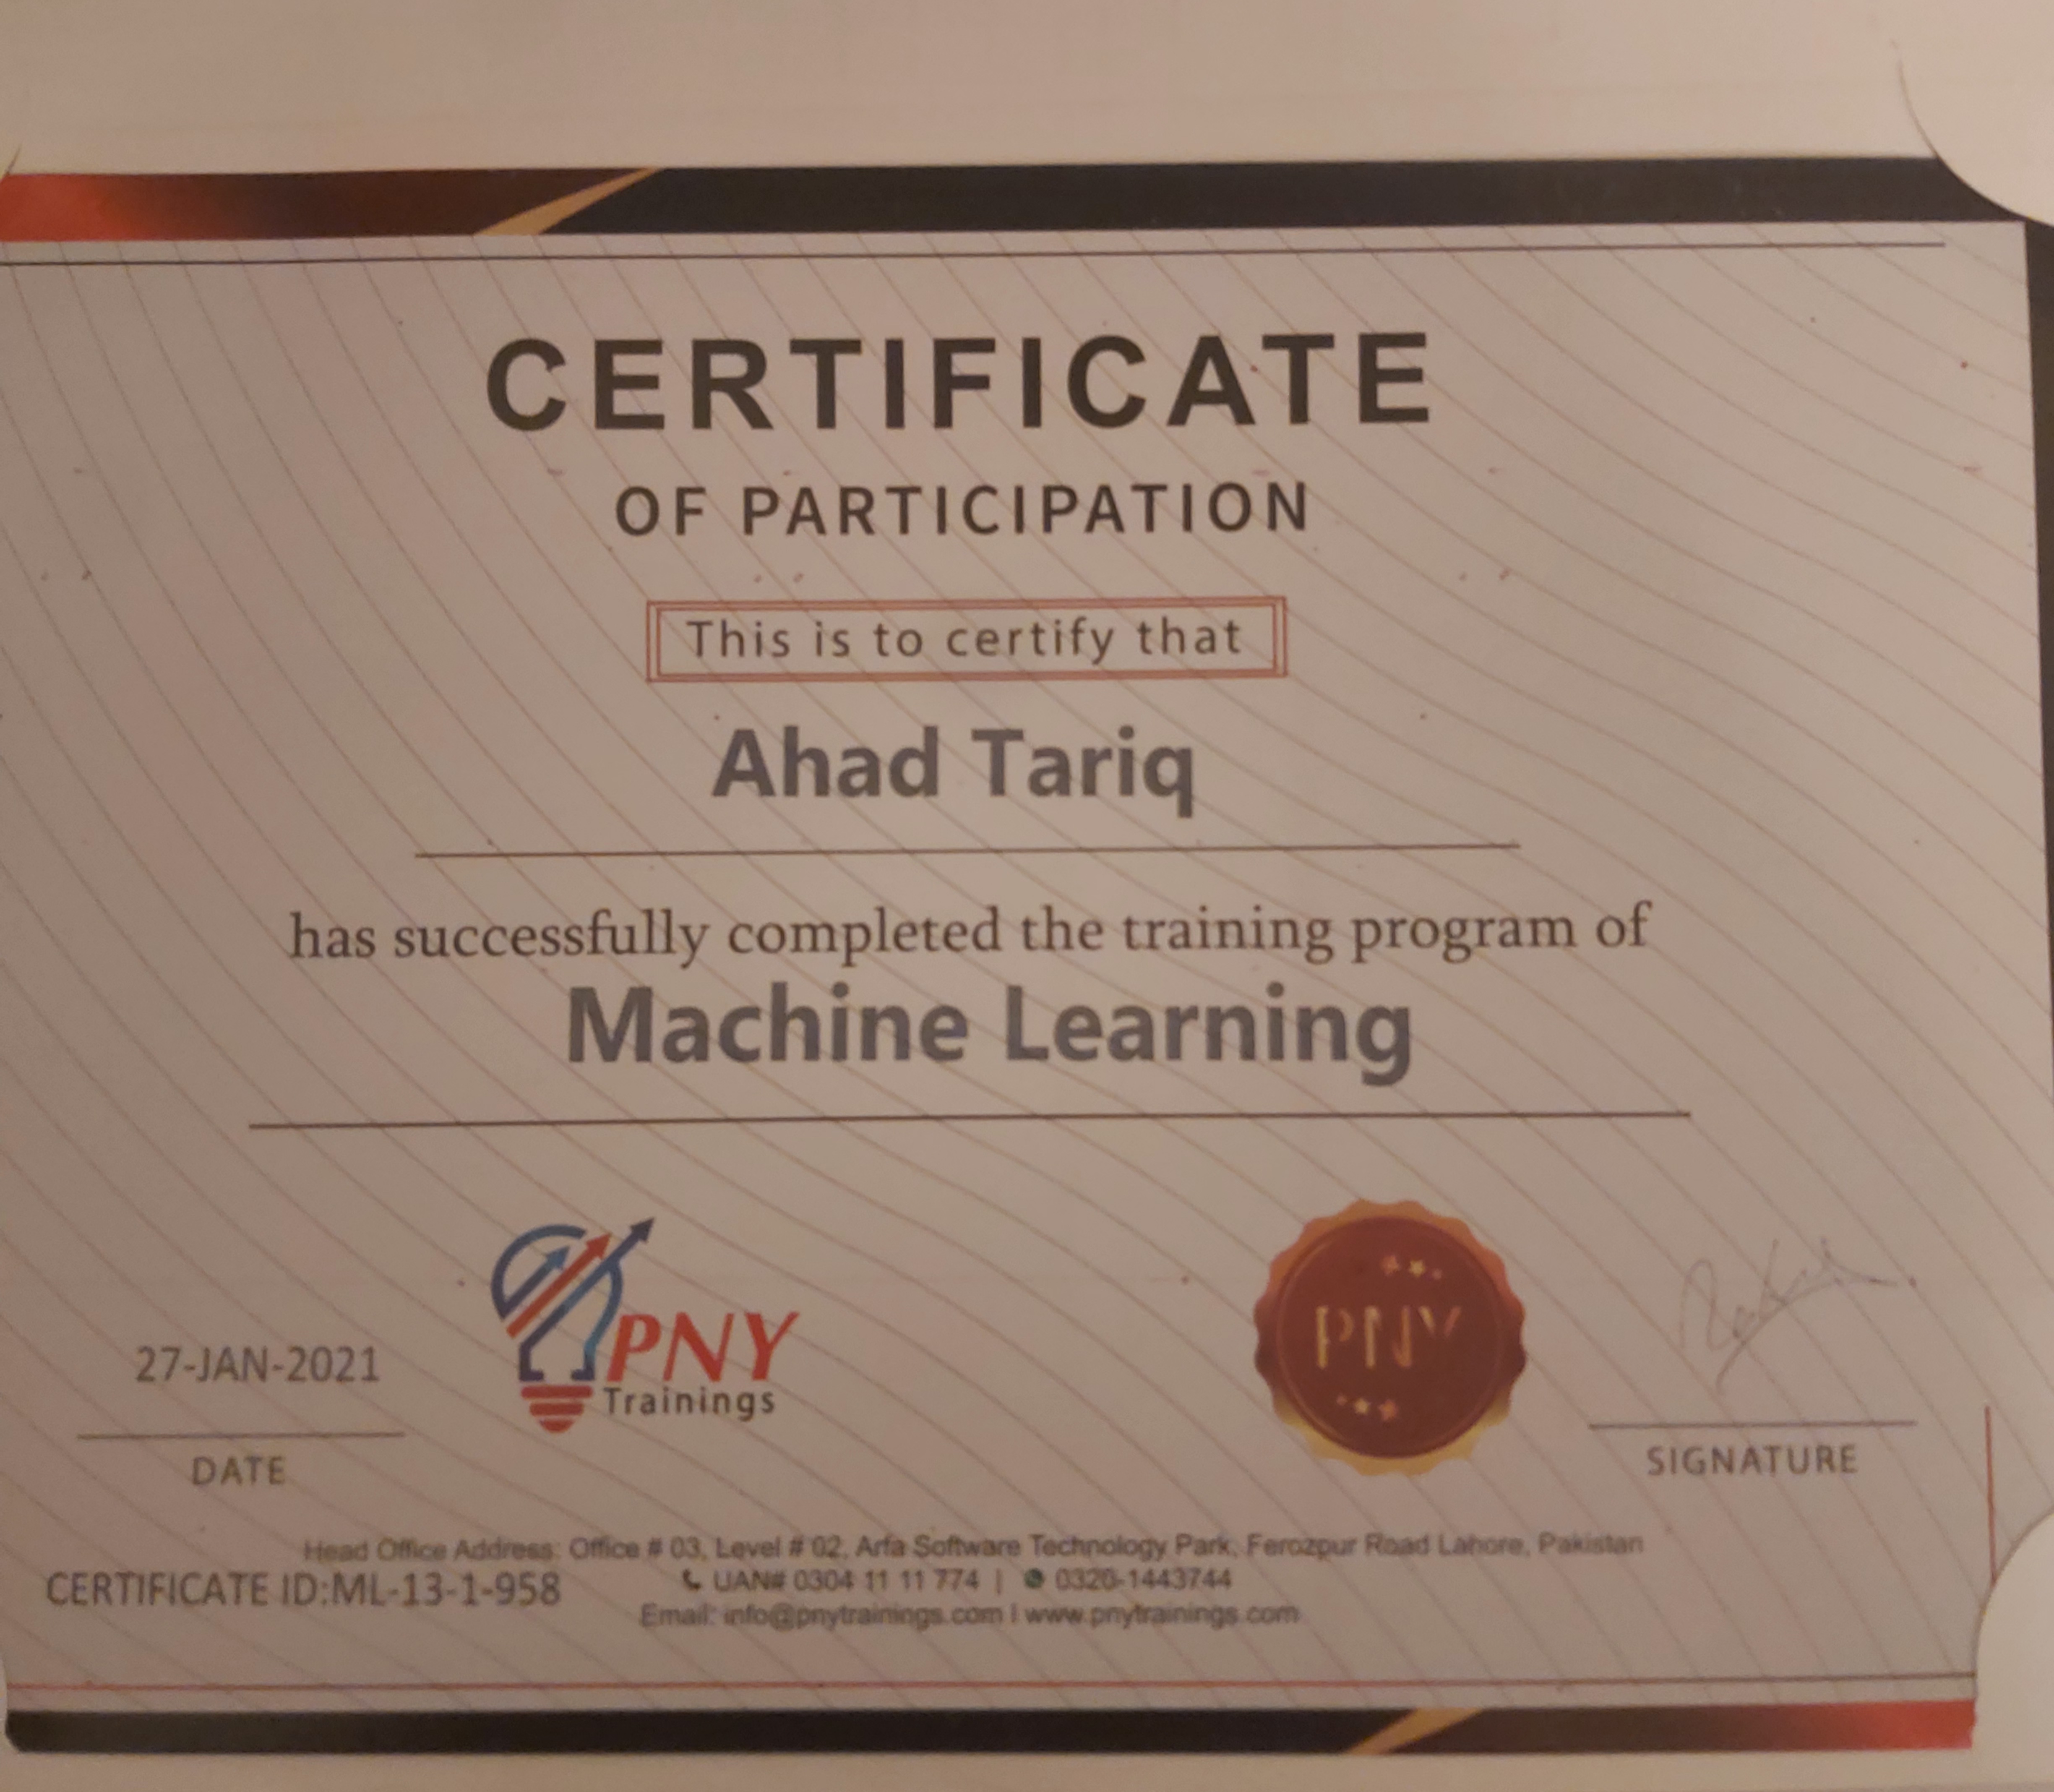 CERTIFICATE
OF PARTICIPATION
This is to certify that
Ahad Tariq
has successfully completed the training program of
Machine Learning
27-JAN-2021
DATE
PNY
Trainings
PNY
SIGNATURE
Head Office Address: Office # 03, Level # 02, Arfa Software Technology Park, Ferozpur Road Lahore, Pakistan
CERTIFICATE ID:ML-13-1-958
UAN# 0304 11 11 774 | 0320-1443744
Email: info@pnytrainings.com | www.pnytrainings.com